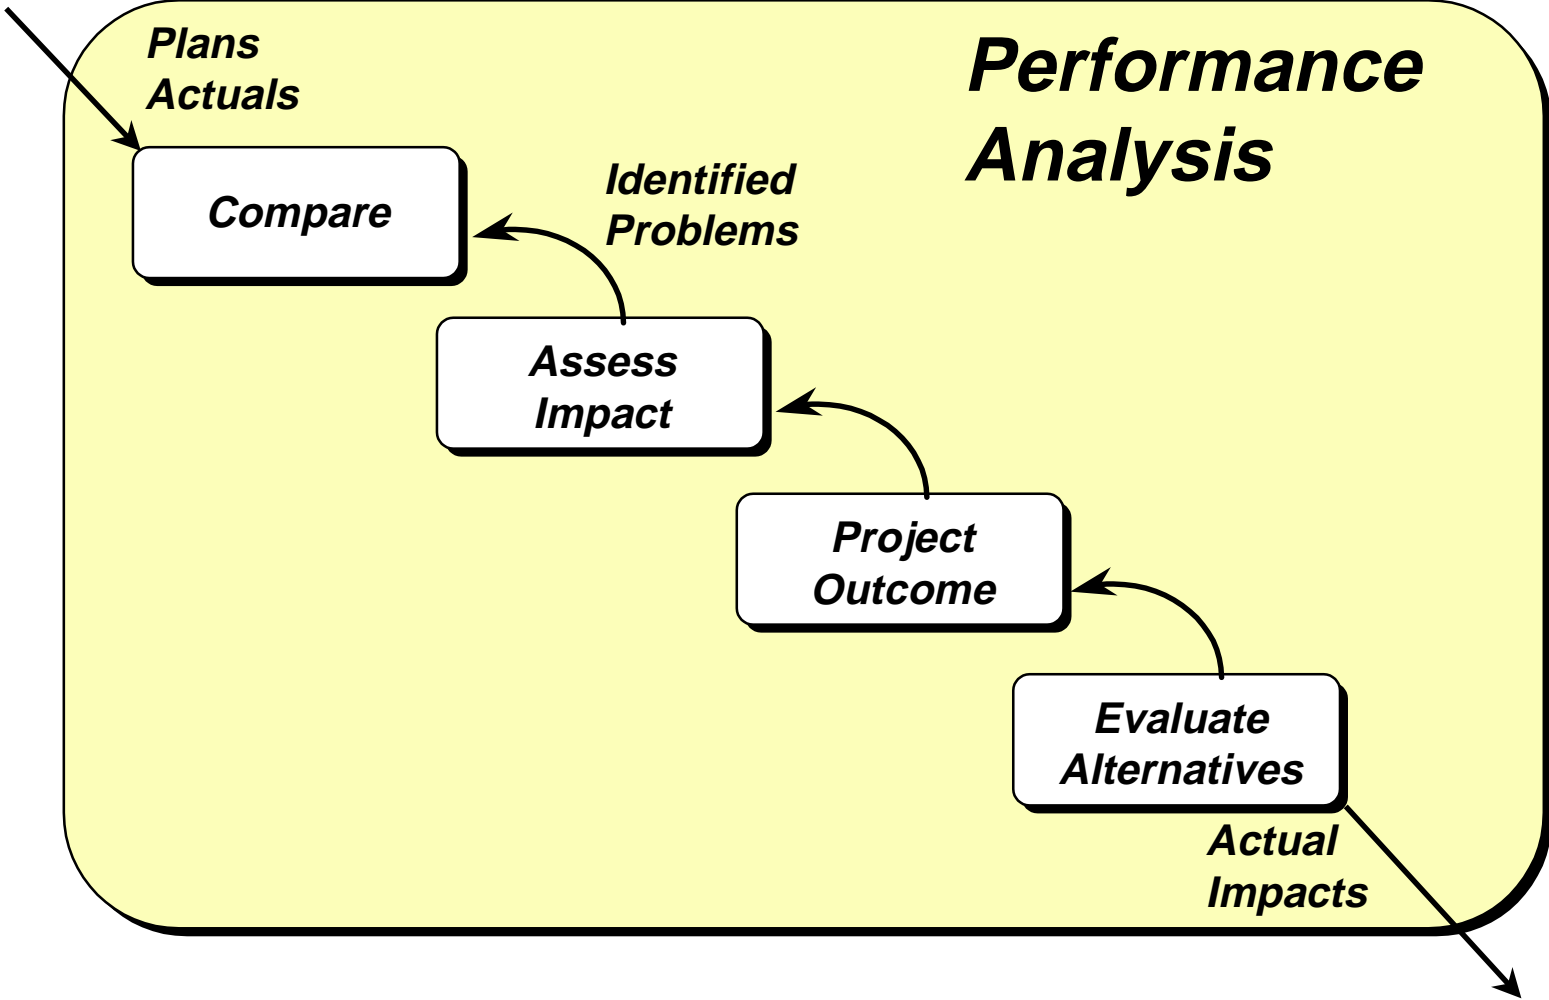 Plans
Actuals
Performance
Analysis
Compare
Identified
Problems
Assess
Impact
Project
Outcome
Evaluate
Alternatives
Actual
Impacts